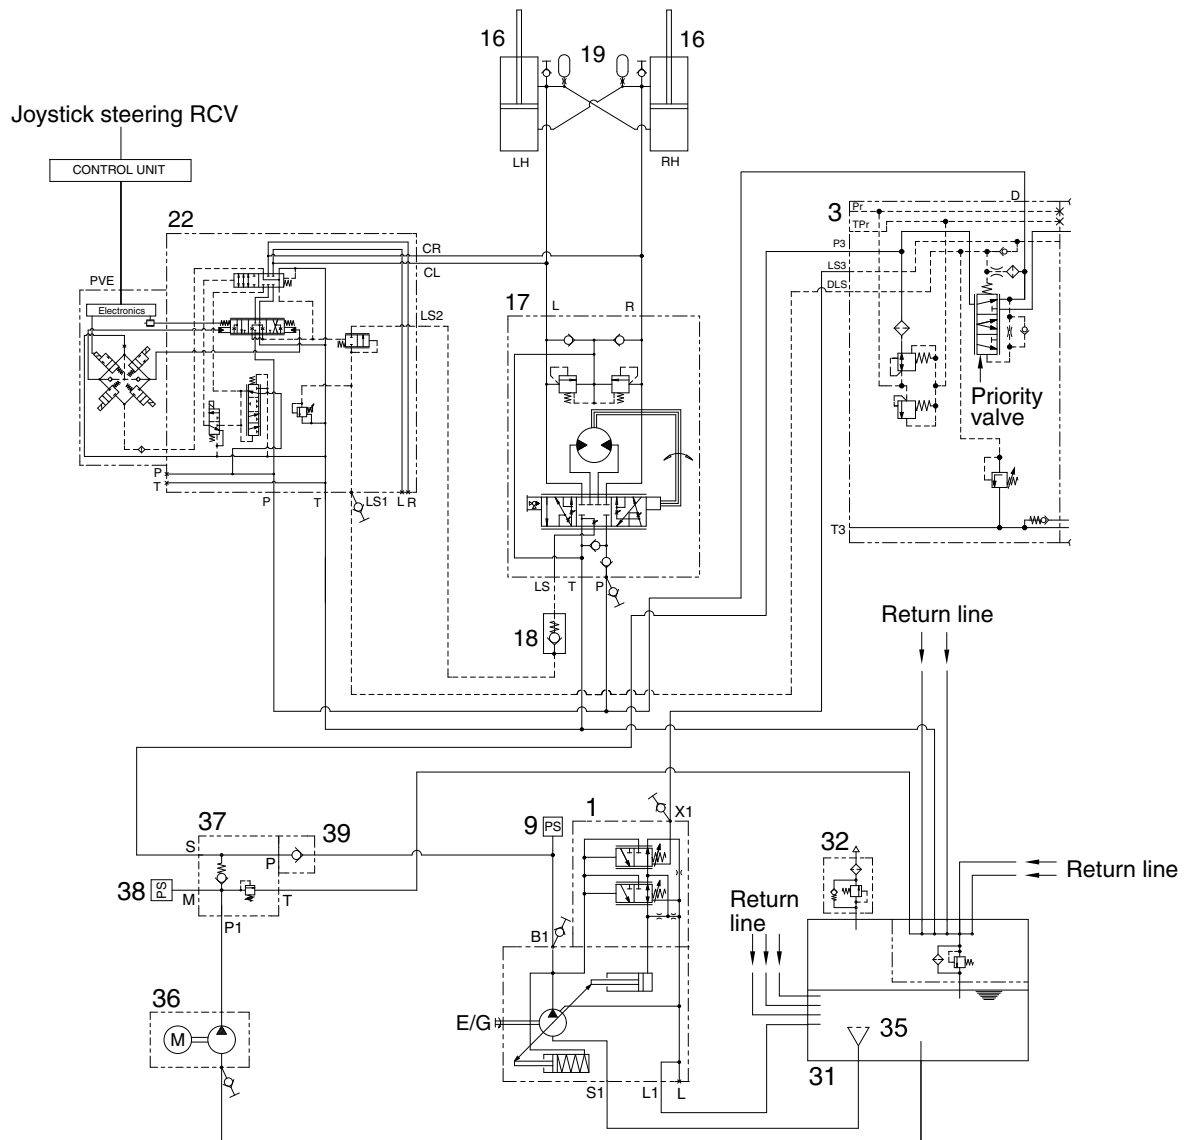 16
19
16
Joystick steering RCV
LH
RH
CONTROL UNIT
22
3
D
Pr
TPr
P3
LS3
DLS
CR
CL
PVE
Electronics
LS2
17
L
R
Priority
valve
P
T
P
T
LS1
L
R
T3
LS
T
P
18
Return line
1
X1
9
PS
37
39
S
P
38
PS
M
T
P1
32
Return line
Return
line
B1
36
M
E/G
35
31
S1
L1
L